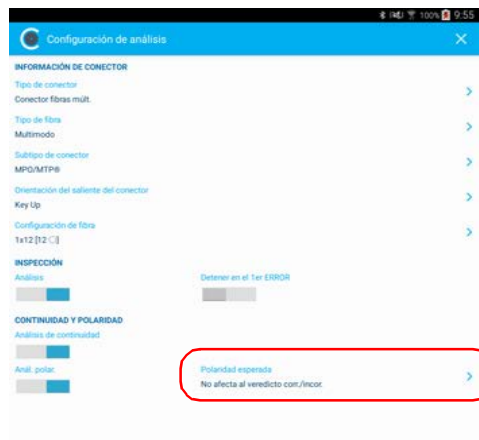 100% 9:55
Configuración de análisis
INFORMACIÓN DE CONECTOR
Tipo de conector
Conector fibras múlt.
Tipo de fibra
Multimodo
Subtipo de conector
MPO/MTP®
Orientación del saliente del conector
Key Up
Configuración de fibra
1x12 [12 ○]
INSPECCIÓN
Análisis Detener en el 1er ERROR
CONTINUIDAD Y POLARIDAD
Análisis de continuidad
Anál. polar. Polaridad esperada
No afecta al veredicto corr./incor.